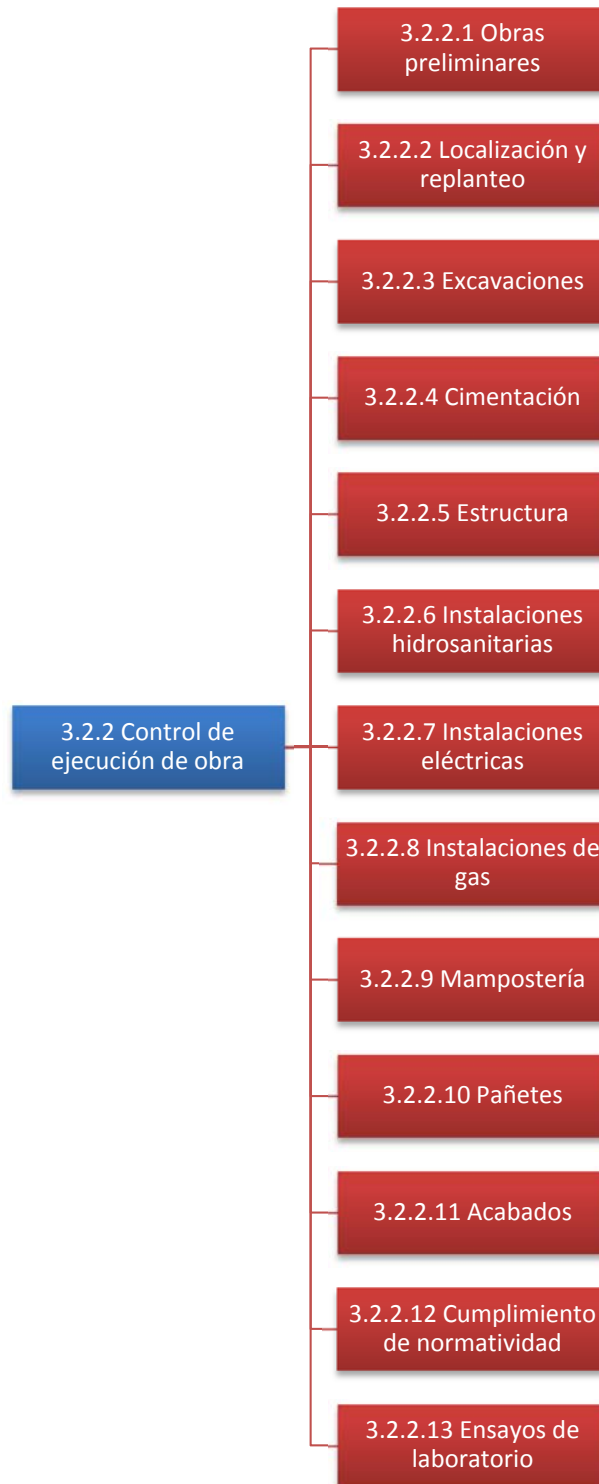 3.2.2 Control de
ejecución de obra
3.2.2.1 Obras
preliminares
3.2.2.2 Localización y
replanteo
3.2.2.3 Excavaciones
3.2.2.4 Cimentación
3.2.2.5 Estructura
3.2.2.6 Instalaciones
hidrosanitarias
3.2.2.7 Instalaciones
eléctricas
3.2.2.8 Instalaciones de
gas
3.2.2.9 Mampostería
3.2.2.10 Pañetes
3.2.2.11 Acabados
3.2.2.12 Cumplimiento
de normatividad
3.2.2.13 Ensayos de
laboratorio